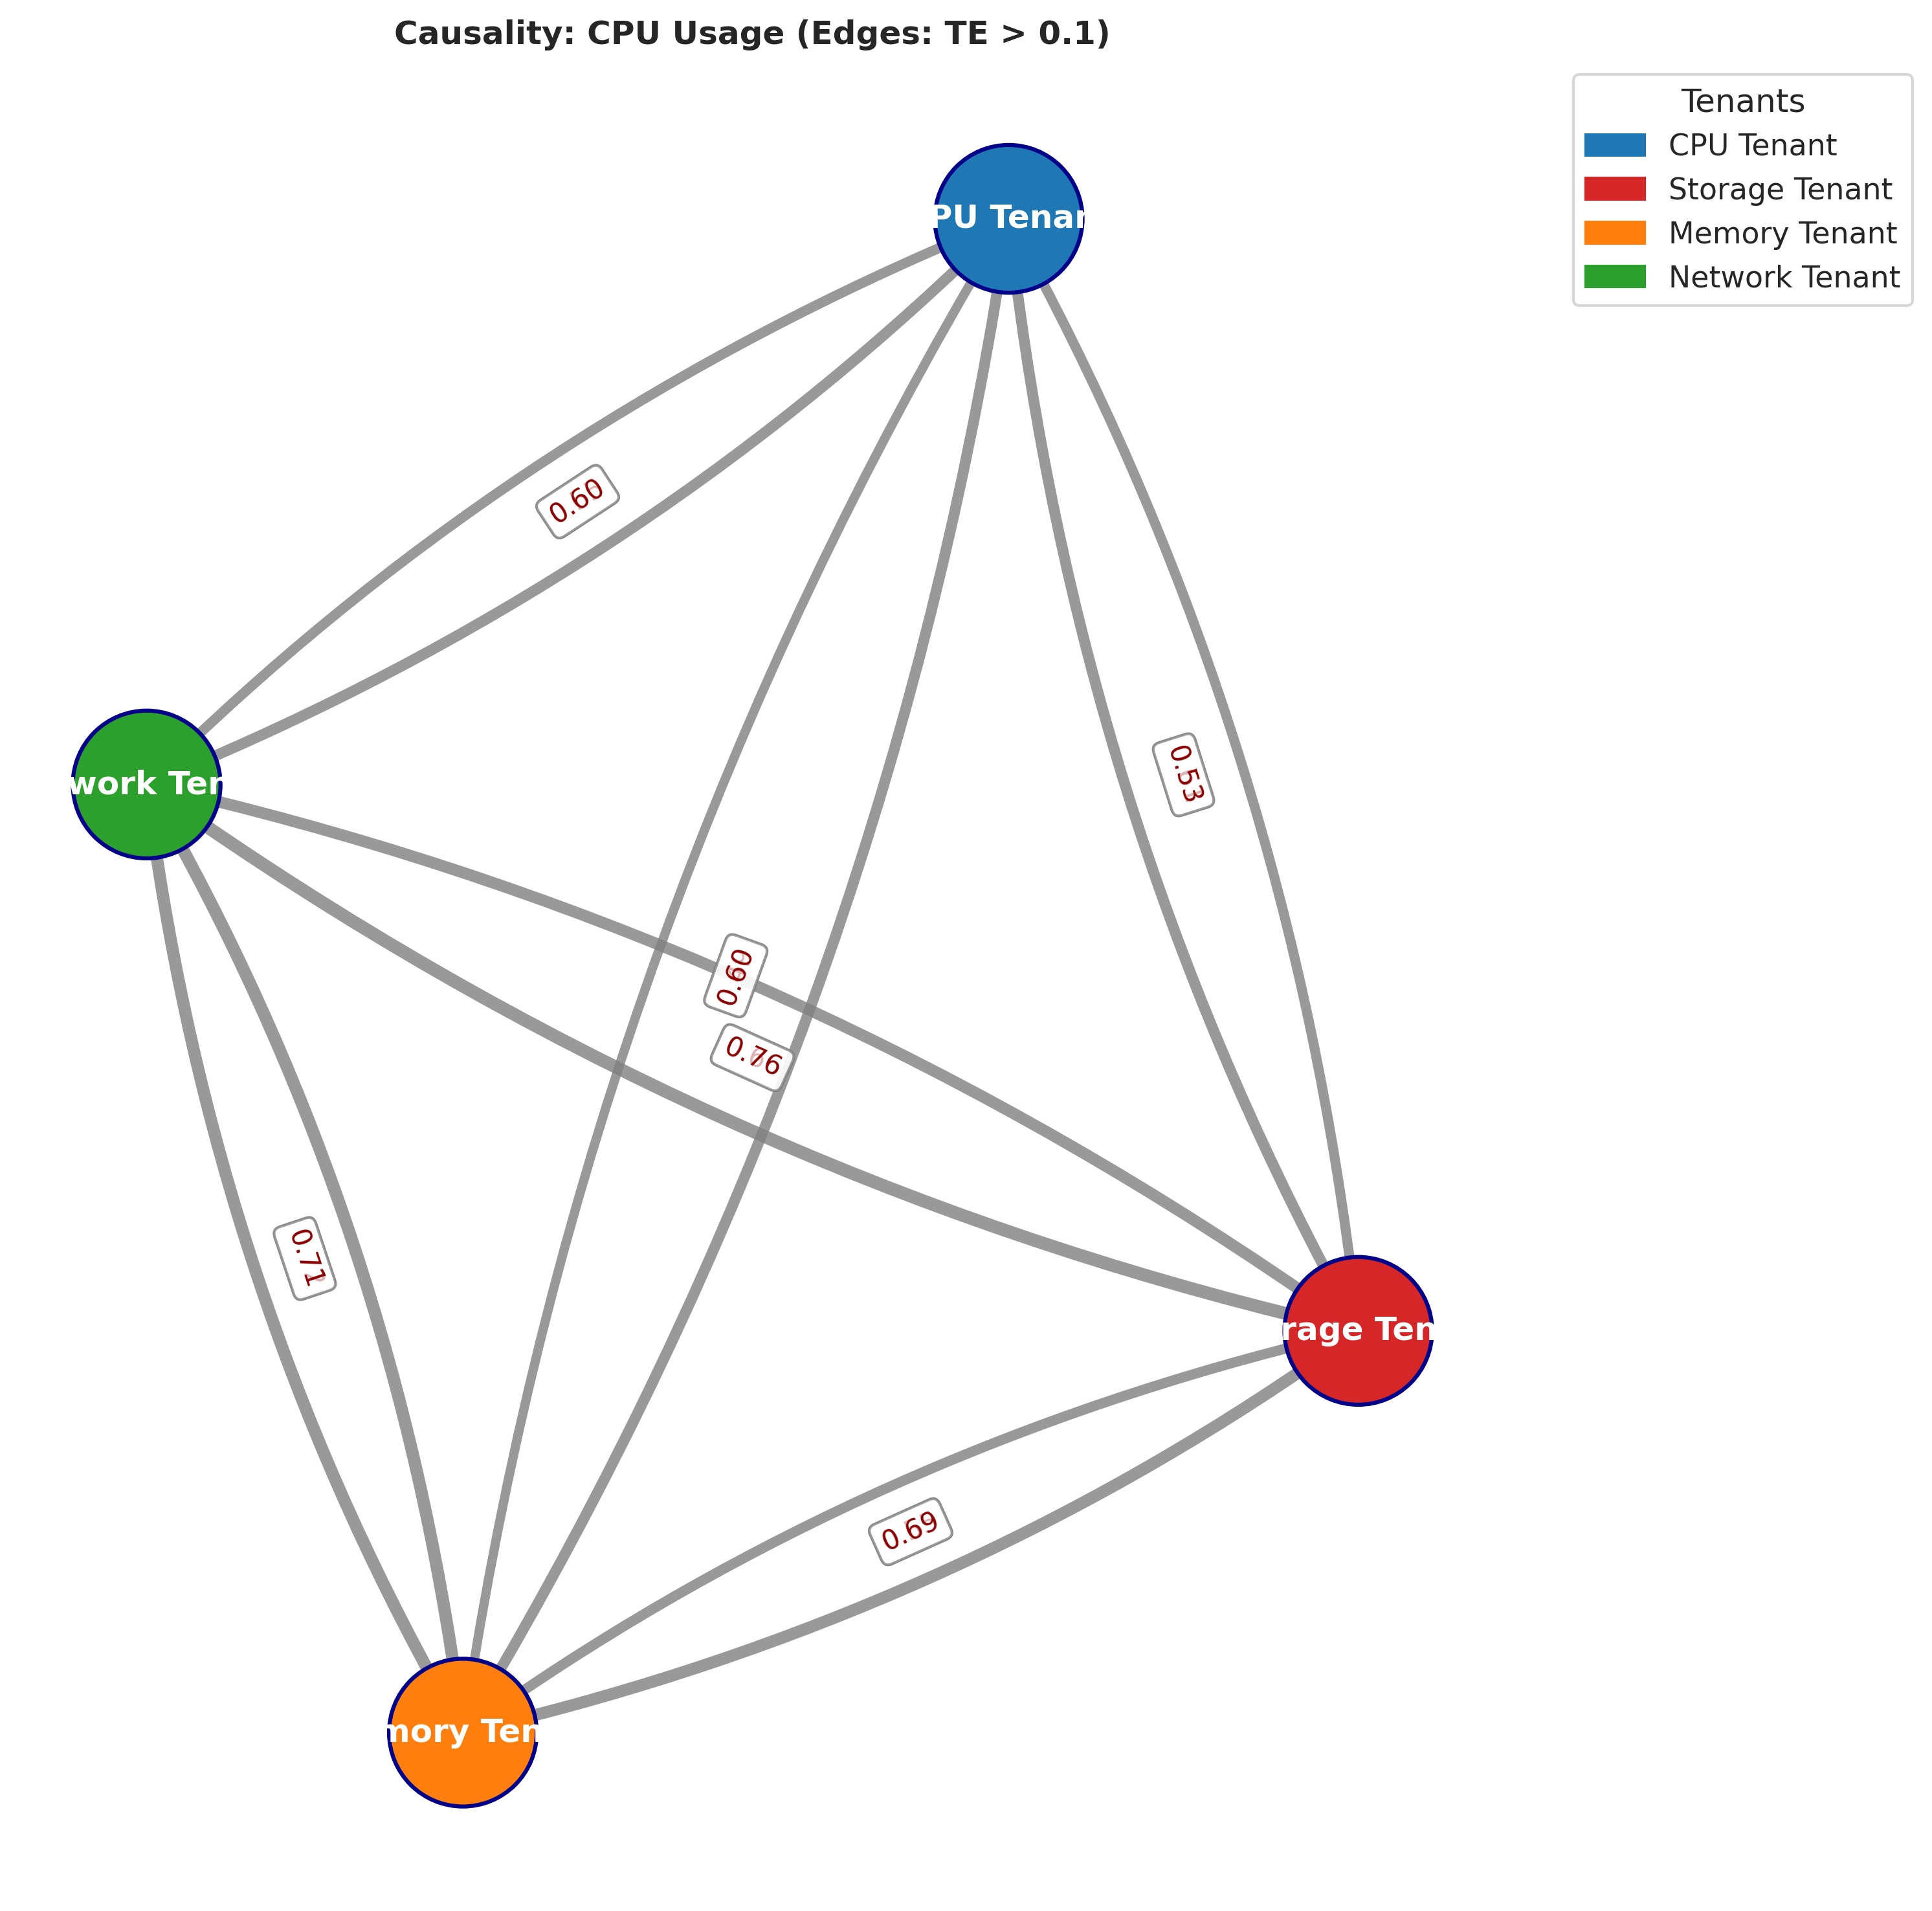 Causality: CPU Usage (Edges: TE > 0.1)
Tenants
CPU Tenant
Storage Tenant
Memory Tenant
Network Tenant
PU Tenar
0.60
work Ten
0.53
0.60
0.76
0.71
rage Ten
0.69
mory Ten